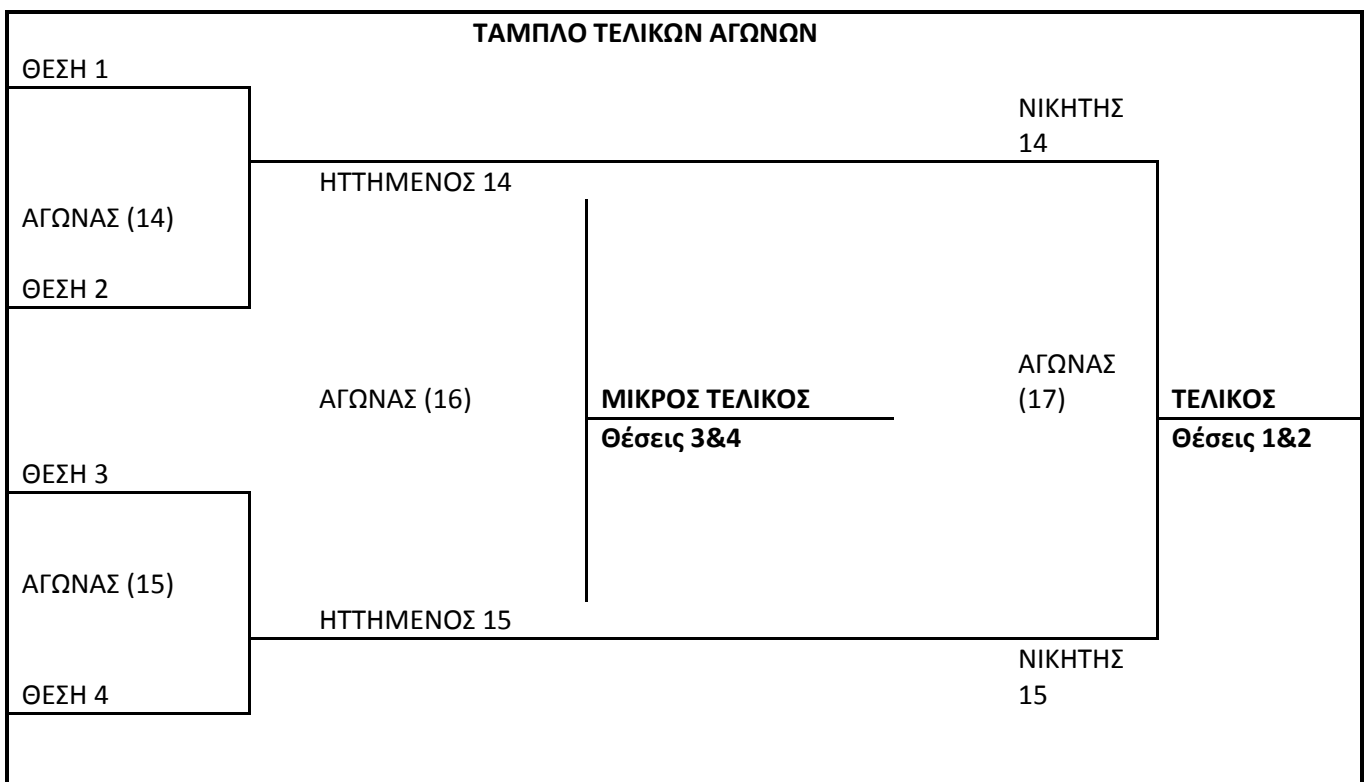 ΤΑΜΠΛΟ ΤΕΛΙΚΩΝ ΑΓΩΝΩΝ
ΘΕΣΗ 1
ΝΙΚΗΤΗΣ
14
ΗΤΤΗΜΕΝΟΣ 14
ΑΓΩΝΑΣ (14)
ΘΕΣΗ 2
ΑΓΩΝΑΣ
(17)
ΑΓΩΝΑΣ (16)
ΜΙΚΡΟΣ ΤΕΛΙΚΟΣ
ΤΕΛΙΚΟΣ
Θέσεις 3&4
Θέσεις 1&2
ΘΕΣΗ 3
ΑΓΩΝΑΣ (15)
ΗΤΤΗΜΕΝΟΣ 15
ΝΙΚΗΤΗΣ
15
ΘΕΣΗ 4